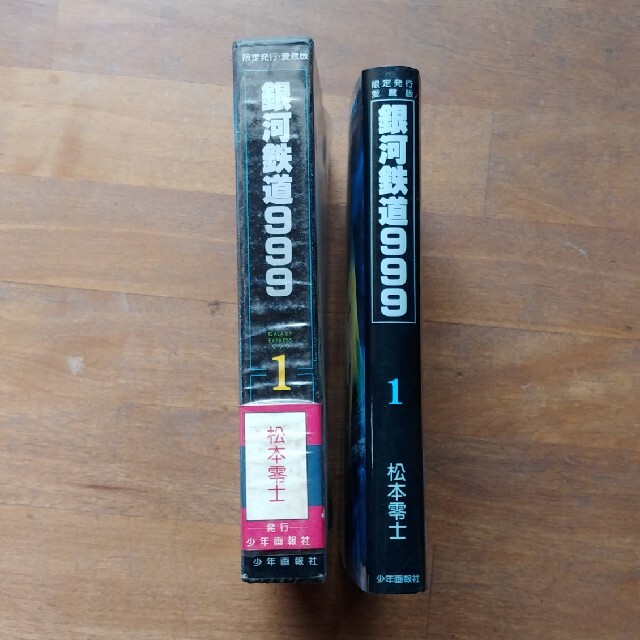 限定発行・愛蔵版
銀河鉄道999
GALAXY
EXPRESS
1
松本零士
発行
少年画報社
少年画報社
限定発行
愛蔵版
銀河鉄道999
1
松本零士
少年画報社